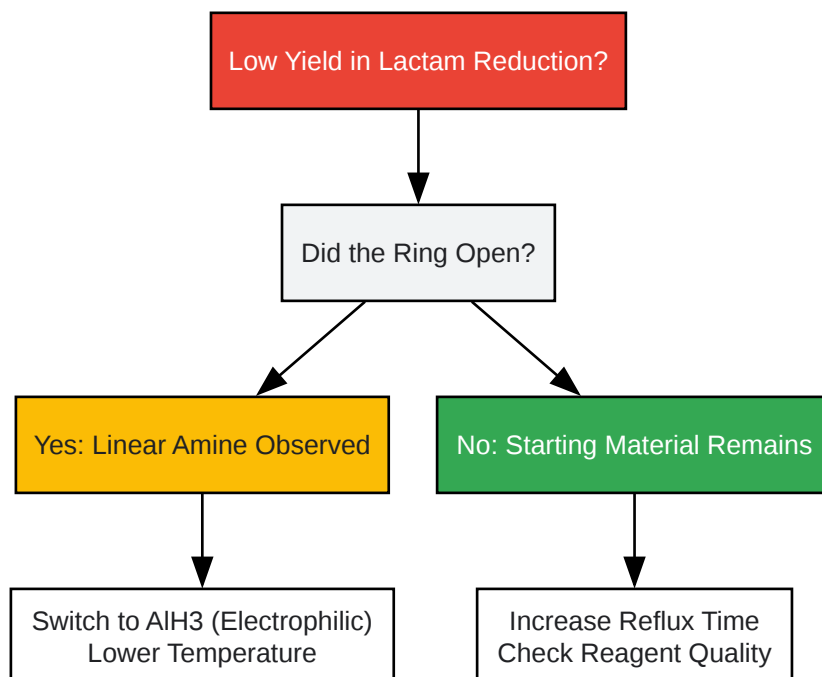 Low Yield in Lactam Reduction?
Did the Ring Open?
Yes: Linear Amine Observed
No: Starting Material Remains
Switch to AlH3 (Electrophilic)
Lower Temperature
Increase Reflux Time
Check Reagent Quality